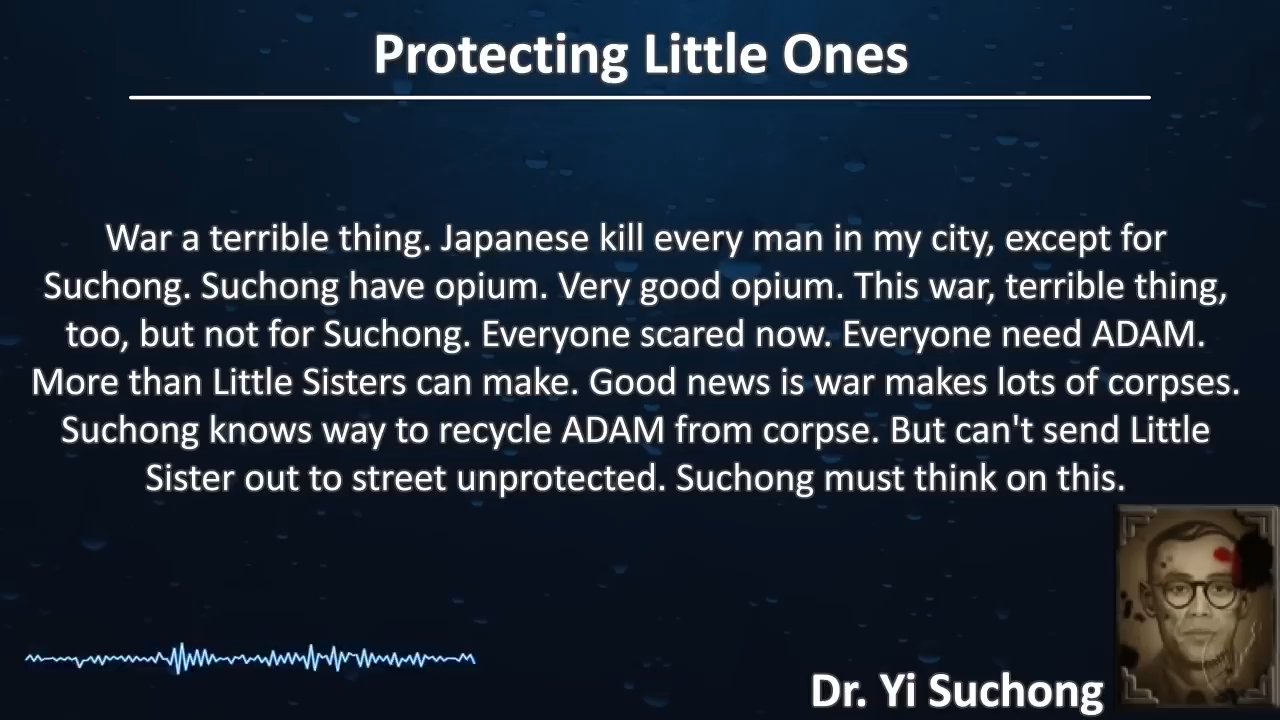 Protecting Little Ones
War a terrible thing. Japanese kill every man in my city, except for
Suchong. Suchong have opium. Very good opium. This war, terrible thing,
too, but not for Suchong. Everyone scared now. Everyone need ADAM.
More than Little Sisters can make. Good news is war makes lots of corpses.
Suchong knows way to recycle ADAM from corpse. But can't send Little
Sister out to street unprotected. Suchong must think on this.
Dr. Yi Suchong